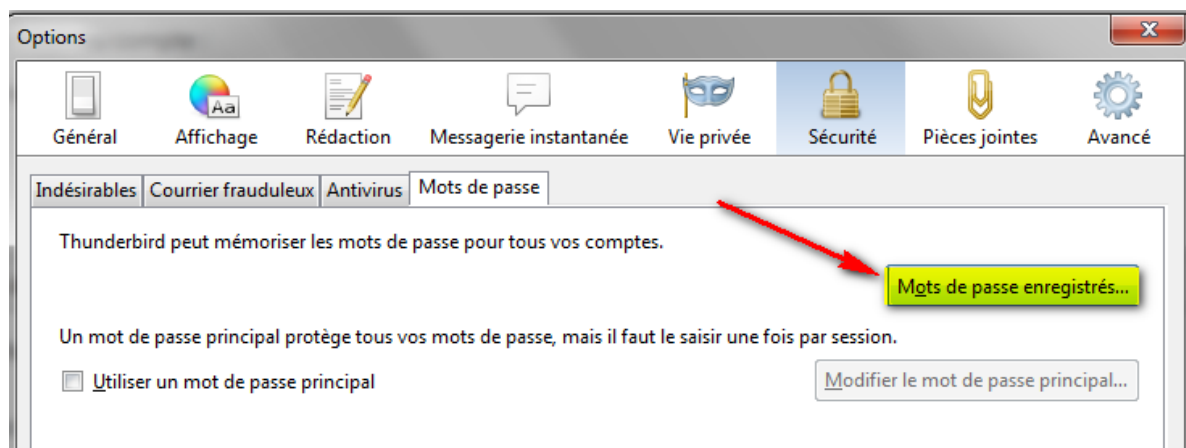 Options
Général
Affichage
Rédaction
Messagerie instantanée
Vie privée
Sécurité
Pièces jointes
Avancé
Indésirables
Courrier frauduleux
Antivirus
Mots de passe
Thunderbird peut mémoriser les mots de passe pour tous vos comptes.
Mots de passe enregistrés...
Un mot de passe principal protège tous vos mots de passe, mais il faut le saisir une fois par session.
Utiliser un mot de passe principal
Modifier le mot de passe principal...